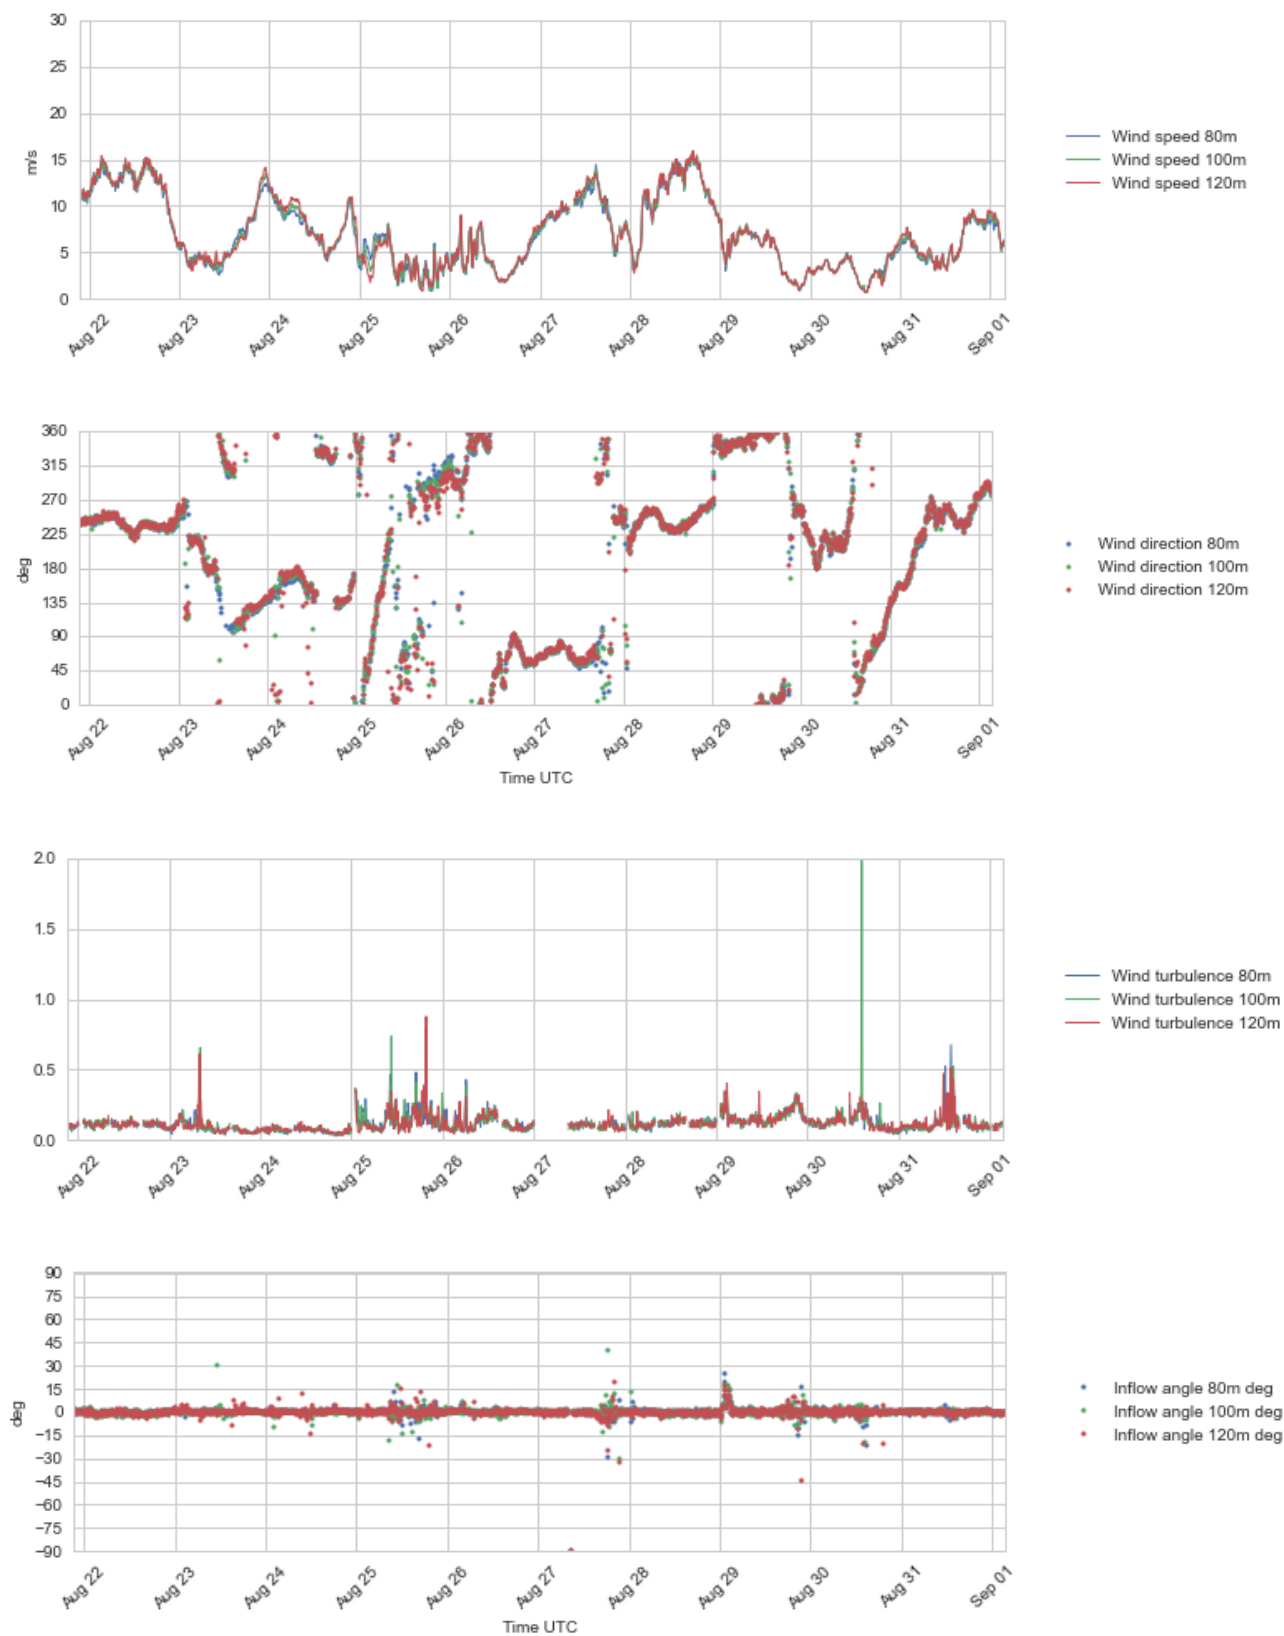 30
25
20
15
10
5
0
m/s
Aug 22
Aug 23
Aug 24
Aug 25
Aug 26
Aug 27
Aug 28
Aug 29
Aug 30
Aug 31
Sep 01
Wind speed 80m
Wind speed 100m
Wind speed 120m
360
315
270
225
180
135
90
45
0
deg
Aug 22
Aug 23
Aug 24
Aug 25
Aug 26
Aug 27
Aug 28
Aug 29
Aug 30
Aug 31
Sep 01
Time UTC
Wind direction 80m
Wind direction 100m
Wind direction 120m
2.0
1.5
1.0
0.5
0.0
Aug 22
Aug 23
Aug 24
Aug 25
Aug 26
Aug 27
Aug 28
Aug 29
Aug 30
Aug 31
Sep 01
Wind turbulence 80m
Wind turbulence 100m
Wind turbulence 120m
90
75
60
45
30
15
0
−15
−30
−45
−60
−75
−90
deg
Aug 22
Aug 23
Aug 24
Aug 25
Aug 26
Aug 27
Aug 28
Aug 29
Aug 30
Aug 31
Sep 01
Time UTC
Inflow angle 80m deg
Inflow angle 100m deg
Inflow angle 120m deg